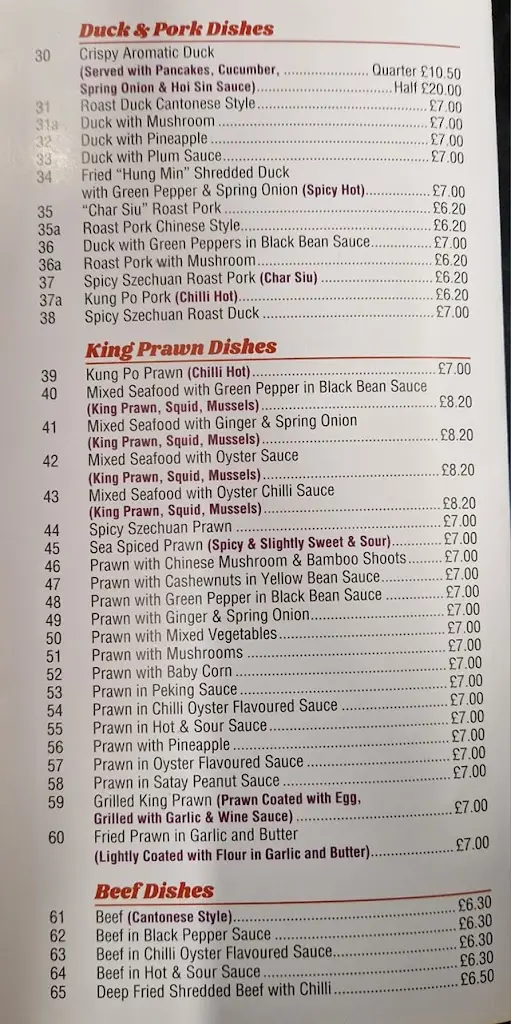 Duck & Pork Dishes
30 Crispy Aromatic Duck
(Served with Pancakes, Cucumber, ...................... Quarter £10.50
Spring Onion & Hoi Sin Sauce)................................... Half £20.00
31 Roast Duck Cantonese Style............................................£7.00
31a Duck with Mushroom ......................................................£7.00
32 Duck with Pineapple ........................................................£7.00
33 Duck with Plum Sauce.....................................................£7.00
34 Fried "Hung Min" Shredded Duck
with Green Pepper & Spring Onion (Spicy Hot)................£7.00
35 "Char Siu" Roast Pork .....................................................£6.20
35a Roast Pork Chinese Style.................................................£6.20
36 Duck with Green Peppers in Black Bean Sauce...............£7.00
36a Roast Pork with Mushroom............................................£6.20
37 Spicy Szechuan Roast Pork (Char Siu) ............................£6.20
37a Kung Po Pork (Chilli Hot).................................................£6.20
38 Spicy Szechuan Roast Duck ............................................£7.00
King Prawn Dishes
39 Kung Po Prawn (Chilli Hot)..............................................£7.00
40 Mixed Seafood with Green Pepper in Black Bean Sauce
(King Prawn, Squid, Mussels)..........................................£8.20
41 Mixed Seafood with Ginger & Spring Onion
(King Prawn, Squid, Mussels)..........................................£8.20
42 Mixed Seafood with Oyster Sauce
(King Prawn, Squid, Mussels)..........................................£8.20
43 Mixed Seafood with Oyster Chilli Sauce
(King Prawn, Squid, Mussels)..........................................£8.20
44 Spicy Szechuan Prawn ....................................................£7.00
45 Sea Spiced Prawn (Spicy & Slightly Sweet & Sour)..........£7.00
46 Prawn with Chinese Mushroom & Bamboo Shoots........£7.00
47 Prawn with Cashewnuts in Yellow Bean Sauce...............£7.00
48 Prawn with Green Pepper in Black Bean Sauce ..............£7.00
49 Prawn with Ginger & Spring Onion.................................£7.00
50 Prawn with Mixed Vegetables..........................................£7.00
51 Prawn with Mushrooms ..................................................£7.00
52 Prawn with Baby Corn .....................................................£7.00
53 Prawn in Peking Sauce ....................................................£7.00
54 Prawn in Chilli Oyster Flavoured Sauce ..........................£7.00
55 Prawn in Hot & Sour Sauce.............................................£7.00
56 Prawn with Pineapple ......................................................£7.00
57 Prawn in Oyster Flavoured Sauce ...................................£7.00
58 Prawn in Satay Peanut Sauce ..........................................£7.00
59 Grilled King Prawn (Prawn Coated with Egg,
Grilled with Garlic & Wine Sauce) ....................................£7.00
60 Fried Prawn in Garlic and Butter
(Lightly Coated with Flour in Garlic and Butter)..................£7.00
Beef Dishes
61 Beef (Cantonese Style)......................................................£6.30
62 Beef in Black Pepper Sauce .............................................£6.30
63 Beef in Chilli Oyster Flavoured Sauce..............................£6.30
64 Beef in Hot & Sour Sauce................................................£6.30
65 Deep Fried Shredded Beef with Chilli..............................£6.50